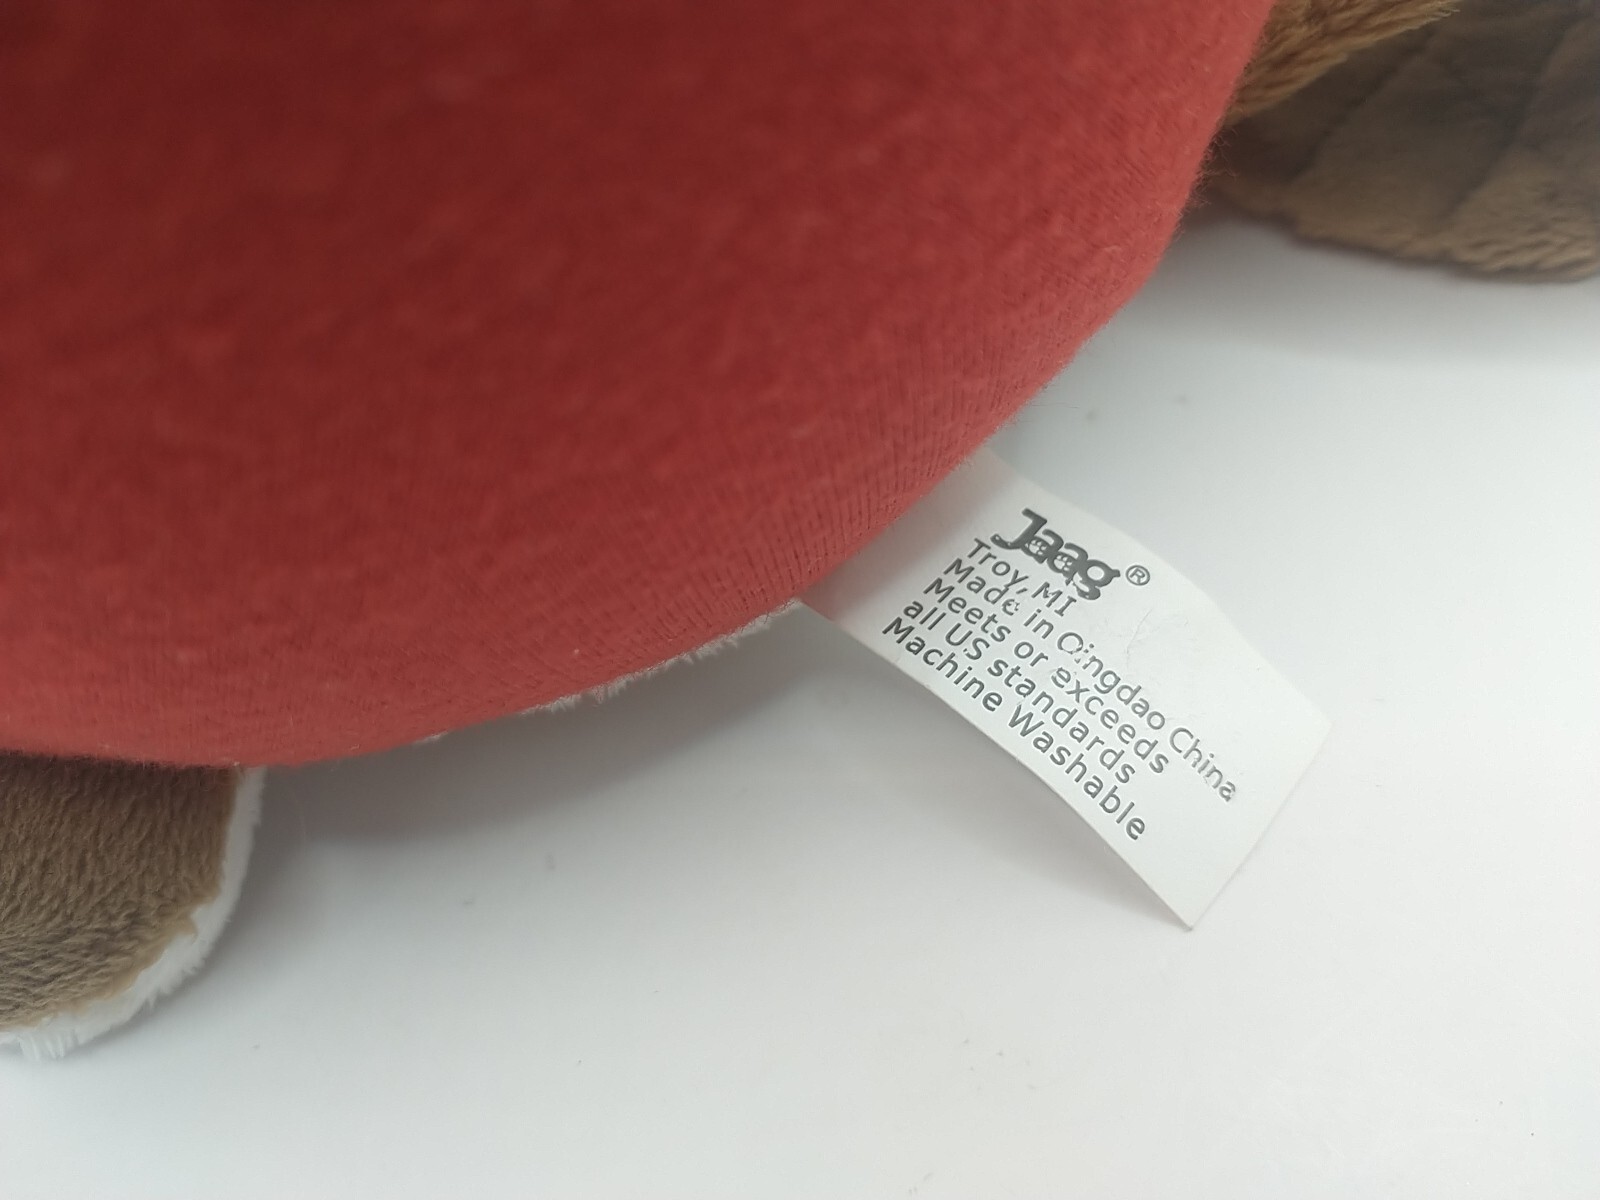 Jaag®
Troy, MI
Made in Qingdao China
Meets or exceeds
all US standards
Machine Washable